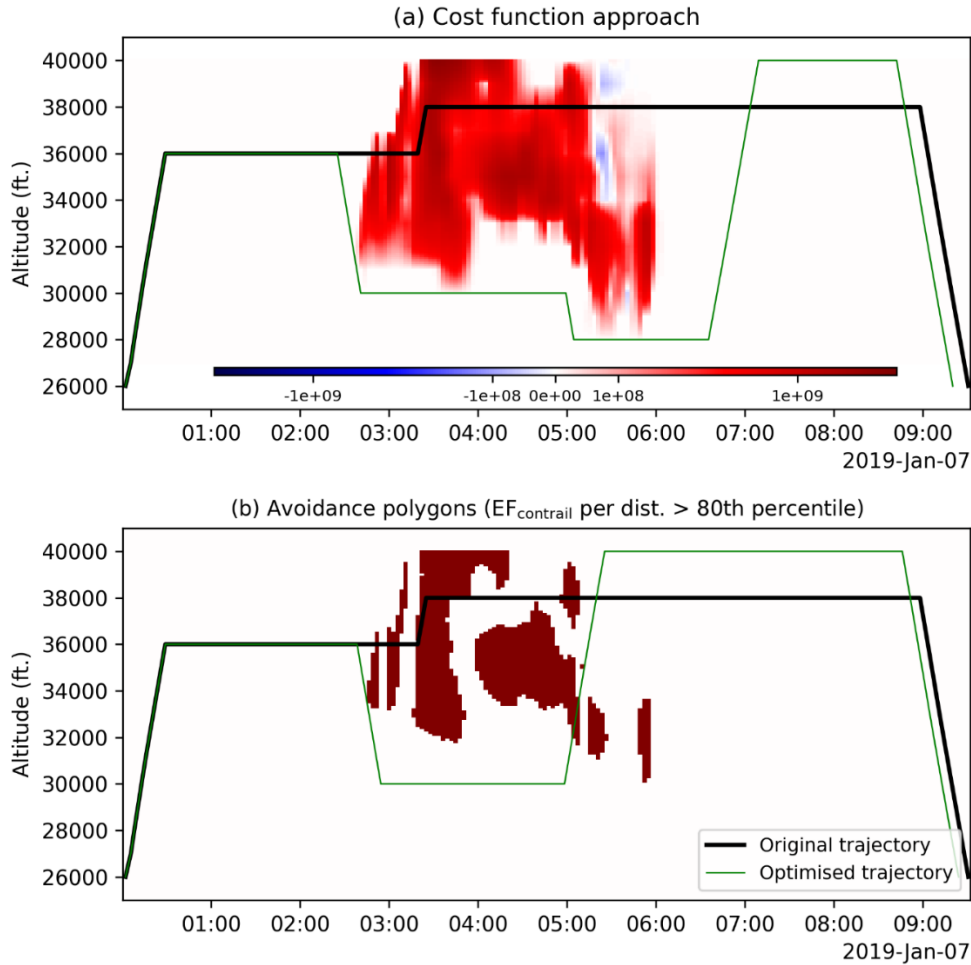 (a) Cost function approach
Altitude (ft.)
40000
38000
36000
34000
32000
30000
28000
26000
-1e+09 -1e+08 0e+00 1e+08 1e+09
01:00 02:00 03:00 04:00 05:00 06:00 07:00 08:00 09:00
2019-Jan-07
(b) Avoidance polygons (EFcontrail per dist. > 80th percentile)
Altitude (ft.)
40000
38000
36000
34000
32000
30000
28000
26000
Original trajectory
Optimised trajectory
01:00 02:00 03:00 04:00 05:00 06:00 07:00 08:00 09:00
2019-Jan-07